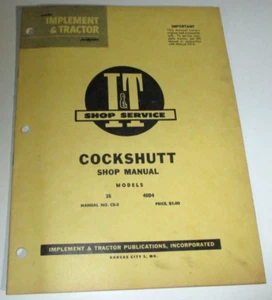 IMPLEMENT
& TRACTOR
IMPORTANT
I&T
SHOP SERVICE
COCKSHUTT
SHOP MANUAL
MODELS
35 40D4
MANUAL NO. CS-2 PRICE, $1.00
IMPLEMENT & TRACTOR PUBLICATIONS, INCORPORATED
KANSAS CITY 5, MO.